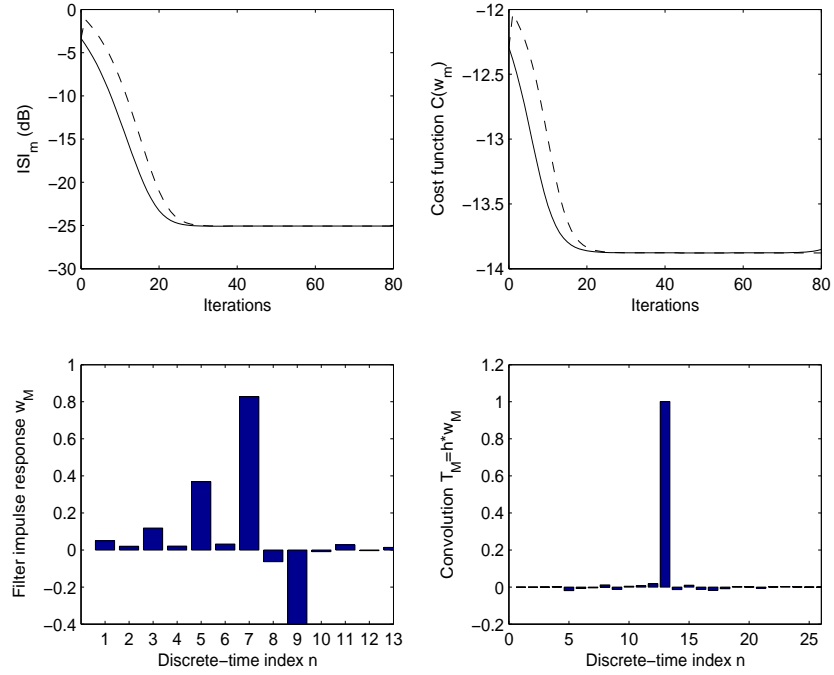 0
−5
−10
−15
−20
−25
−30
ISI_m (dB)
0 20 40 60 80
Iterations
−12
−12.5
−13
−13.5
−14
Cost function C(w_m)
0 20 40 60 80
Iterations
1
0.8
0.6
0.4
0.2
0
−0.2
−0.4
Filter impulse response w_M
1 2 3 4 5 6 7 8 9 10 11 12 13
Discrete−time index n
1.2
1
0.8
0.6
0.4
0.2
0
−0.2
Convolution T_M=h*w_M
0 5 10 15 20 25
Discrete−time index n